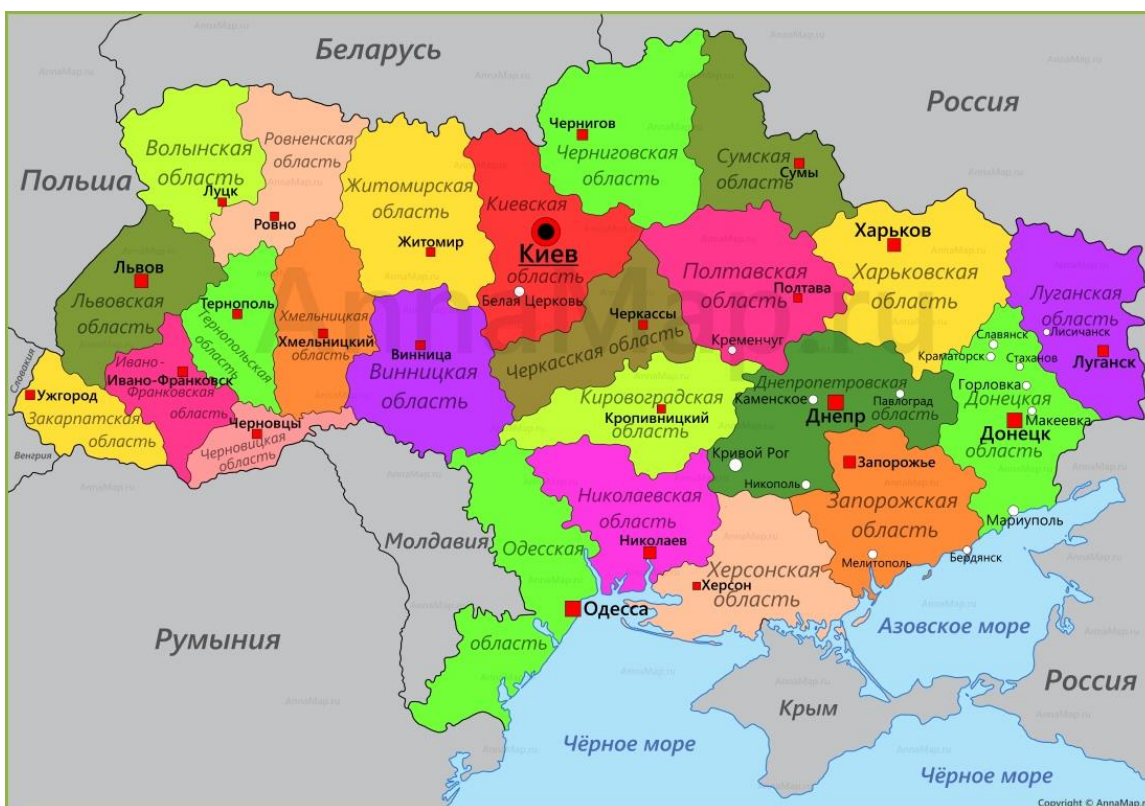 Беларусь
Россия
Польша
Словакия
Венгрия
Румыния
Молдавия
Волынская
область
Луцк
Ровненская
область
Ровно
Житомирская
область
Житомир
Киевская
Киев
область
Белая Церковь
Чернигов
Черниговская
область
Сумская
область
Сумы
Львов
Львовская
область
Тернополь
Тернопольская
область
Хмельницкая
Хмельницкий
область
Ивано-
Ивано-Франковск
Франковская
область
Ужгород
Закарпатская
область
Черновцы
Черновицкая
область
Винница
Винницкая
область
Черкассы
Черкасская область
Полтавская
область
Полтава
Кременчуг
Харьков
Харьковская
область
Луганская
область
Лисичанск
Луганск
Славянск
Краматорск
Стаханов
Горловка
Донецкая
Макеевка
Донецк
область
Мариуполь
Кировоградская
Кропивницкий
область
Днепропетровская
область
Каменское
Днепр
Павлоград
Кривой Рог
Никополь
Запорожье
Запорожская
область
Мелитополь
Бердянск
Николаевская
область
Николаев
Одесская
Одесса
область
Херсонская
Херсон
область
Азовское море
Россия
Крым
Чёрное море
Чёрное море
AnnaMap.ru
Copyright © AnnaMap.